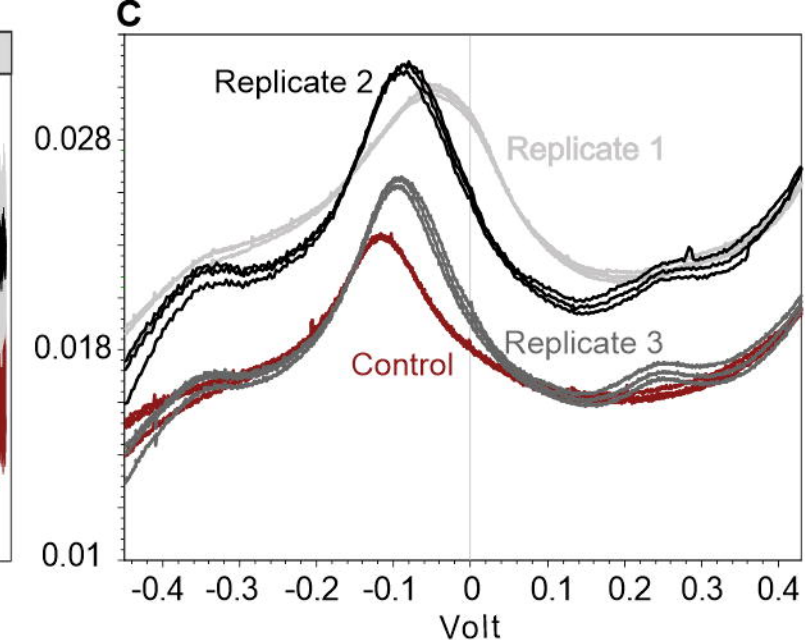 C
Replicate 2
0.028
Replicate 1
0.018
Replicate 3
Control
0.01
-0.4 -0.3 -0.2 -0.1 0 0.1 0.2 0.3 0.4
Volt